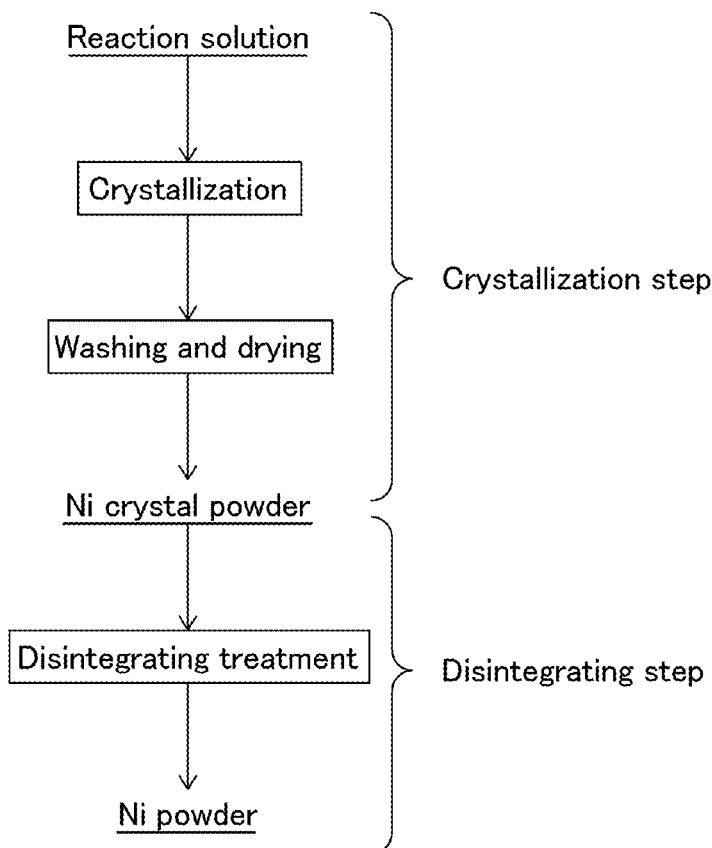 Reaction solution
Crystallization
Crystallization step
Washing and drying
Ni crystal powder
Disintegrating treatment
Disintegrating step
Ni powder